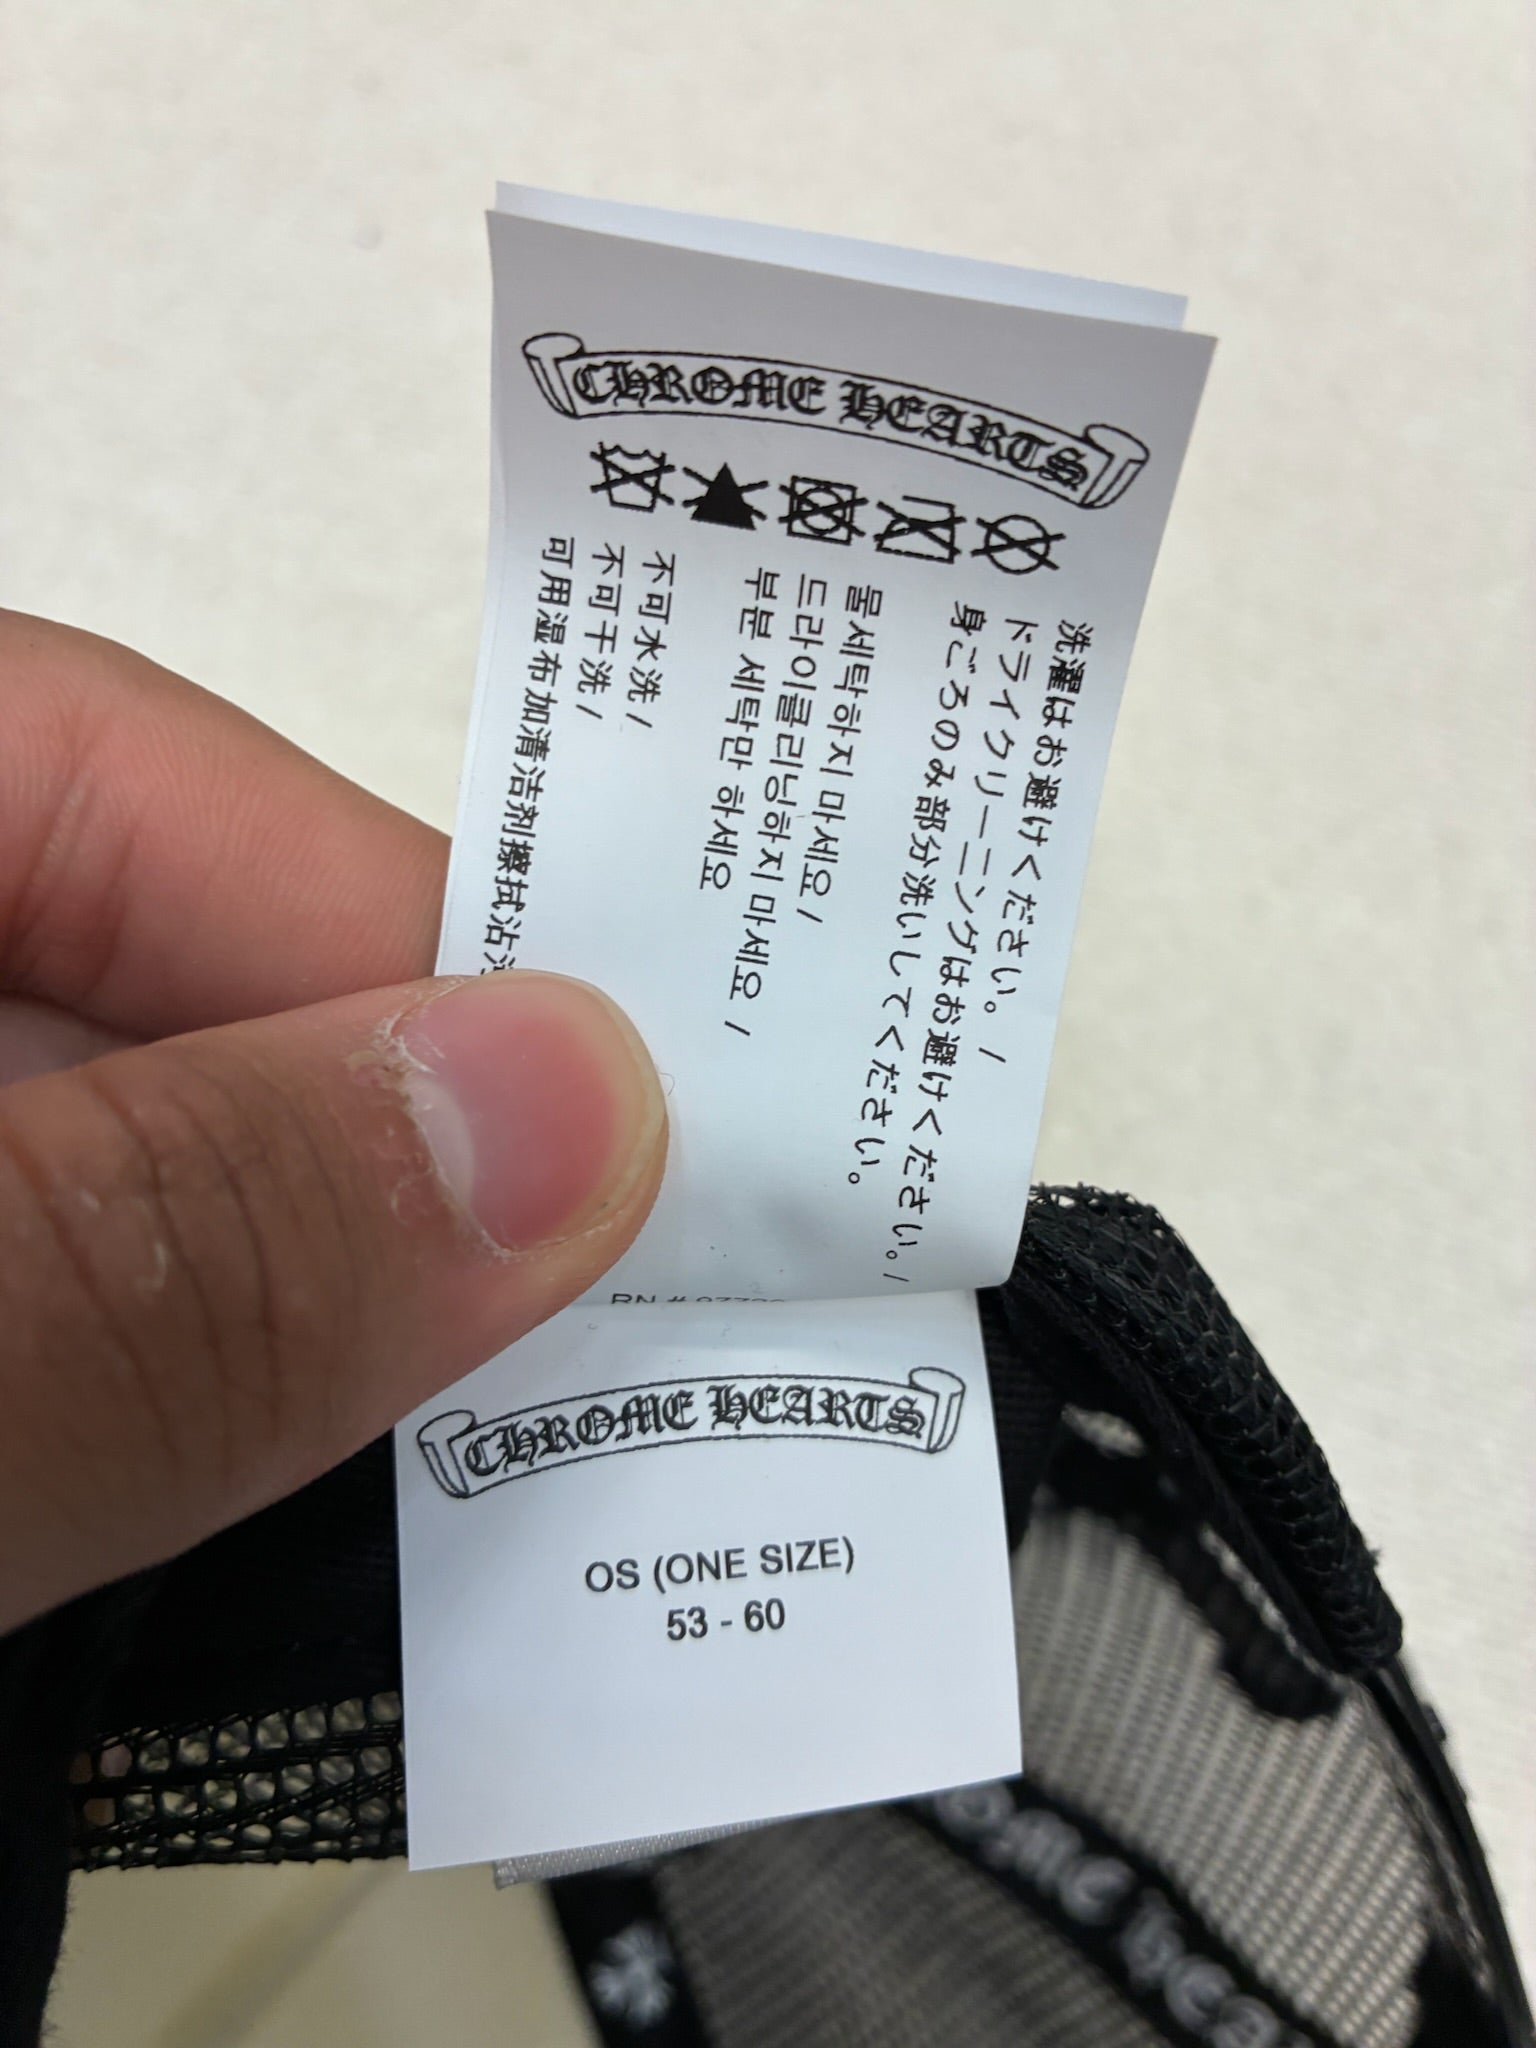 CHROME HEARTS
洗濯はお避けください。/
ドライクリーニングはお避けください。/
身ごろのみ部分洗いしてください。
물세탁하지 마세요 /
드라이클리닝하지 마세요 /
부분 세탁만 하세요
不可水洗 /
不可干洗 /
可用湿布加清洁剂擦拭沾
RN #
CHROME HEARTS
OS (ONE SIZE)
53 - 60